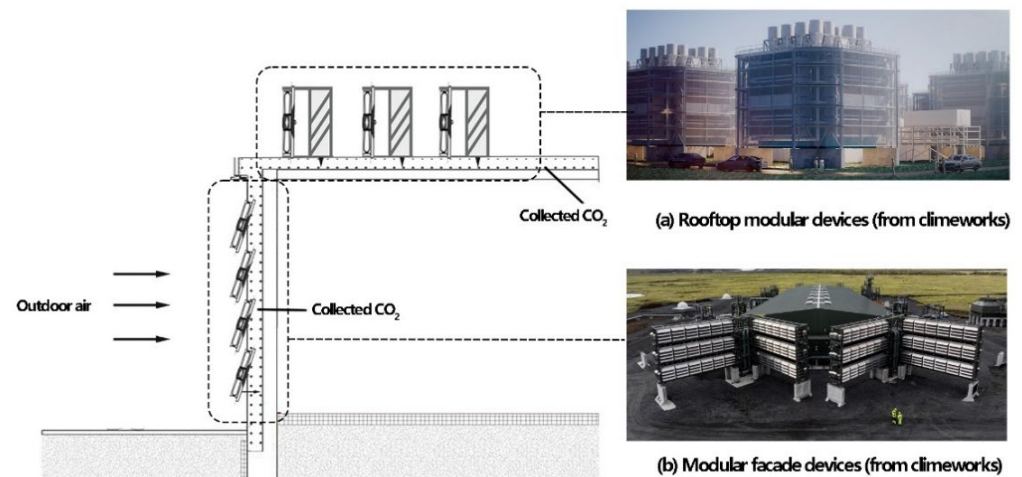 Collected CO₂
(a) Rooftop modular devices (from climeworks)
Outdoor air
Collected CO₂
(b) Modular facade devices (from climeworks)